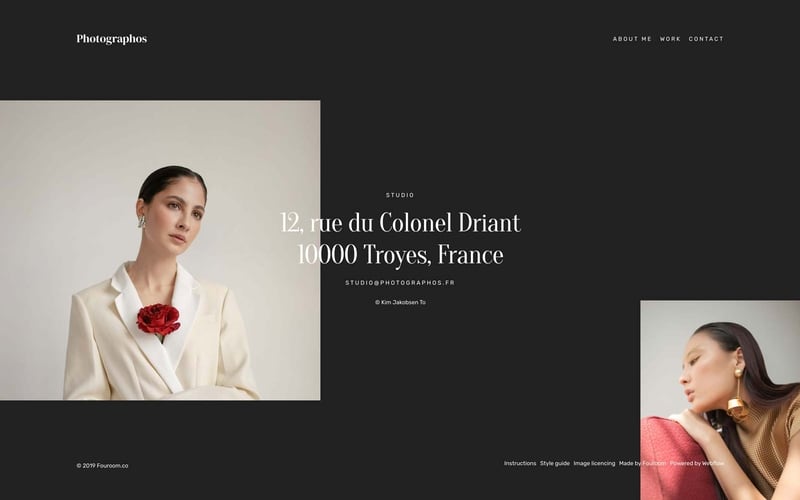 Photographos
ABOUT ME WORK CONTACT
STUDIO
12, rue du Colonel Driant
10000 Troyes, France
STUDIO@PHOTOGRAPHOS.FR
© Kim Jakobsen To
© 2019 Fouroom.co
Instructions Style guide Image licencing Made by Fouroom Powered by Webflow